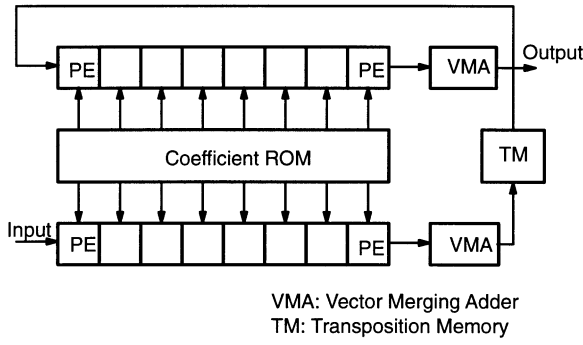 PE PE VMA Output
Coefficient ROM TM
Input PE PE VMA
VMA: Vector Merging Adder
TM: Transposition Memory